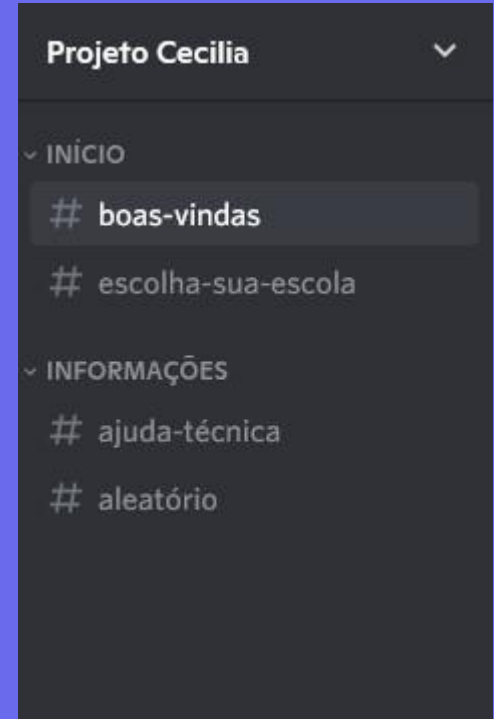 Projeto Cecilia
INÍCIO
# boas-vindas
# escolha-sua-escola
INFORMAÇÕES
# ajuda-técnica
# aleatório